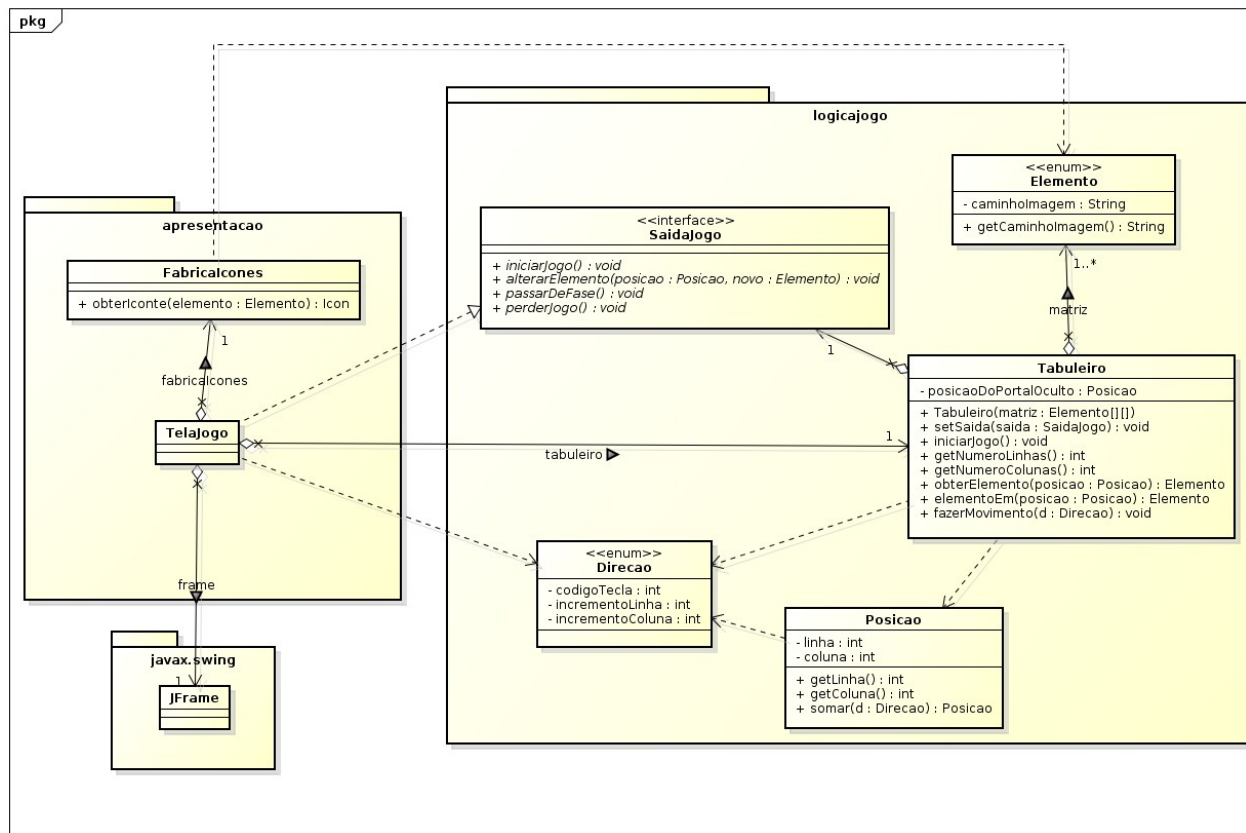 pkg
logicajogo
<<enum>>
Elemento
- caminhoImagem : String
+ getCaminhoImagem() : String
apresentacao
FabricaIcones
+ obterIconte(elemento : Elemento) : Icon
<<interface>>
SaidaJogo
+ iniciarJogo() : void
+ alterarElemento(posicao : Posicao, novo : Elemento) : void
+ passarDeFase() : void
+ perderJogo() : void
1..*
matriz
1
fabricaIcones
1
Tabuleiro
- posicaoDoPortalOculto : Posicao
+ Tabuleiro(matriz : Elemento[][])
+ setSaida(saida : SaidaJogo) : void
+ iniciarJogo() : void
+ getNumeroLinhas() : int
+ getNumeroColunas() : int
+ obterElemento(posicao : Posicao) : Elemento
+ elementoEm(posicao : Posicao) : Elemento
+ fazerMovimento(d : Direcao) : void
TelaJogo
1
tabuleiro
<<enum>>
Direcao
- codigoTecla : int
- incrementoLinha : int
- incrementoColuna : int
frame
Posicao
- linha : int
- coluna : int
+ getLinha() : int
+ getColuna() : int
+ somar(d : Direcao) : Posicao
javax.swing
1
JFrame